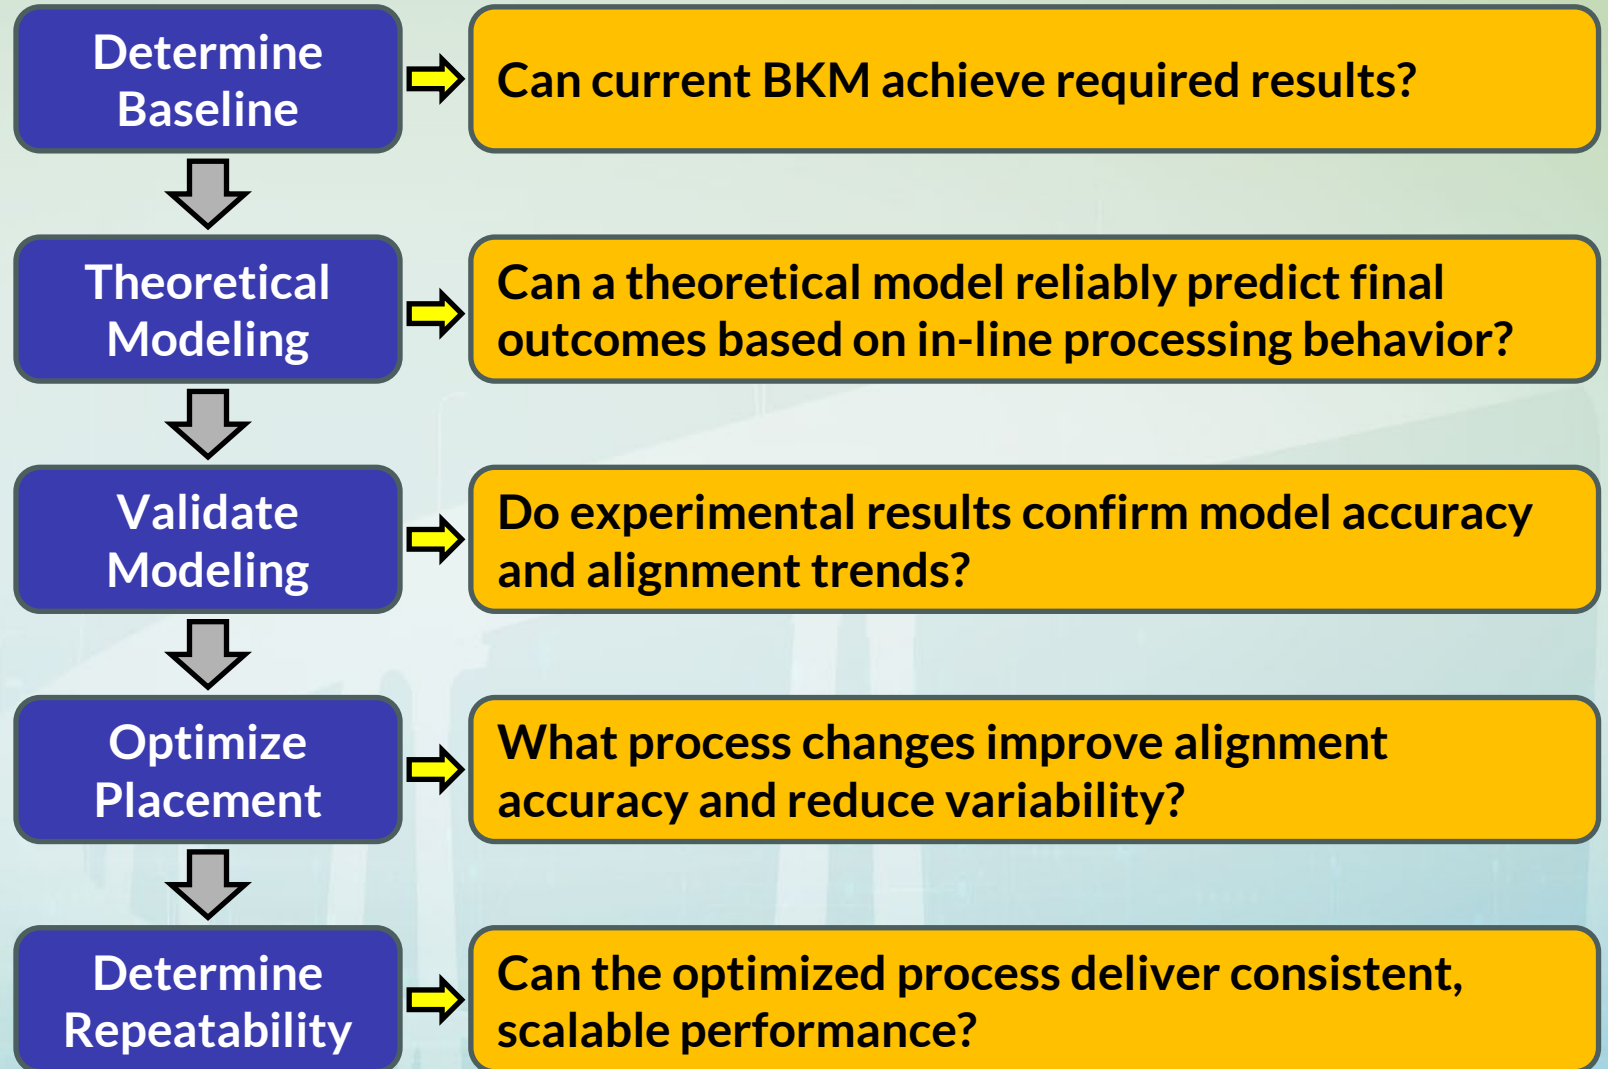 Determine
Baseline
Can current BKM achieve required results?
Theoretical
Modeling
Can a theoretical model reliably predict final
outcomes based on in-line processing behavior?
Validate
Modeling
Do experimental results confirm model accuracy
and alignment trends?
Optimize
Placement
What process changes improve alignment
accuracy and reduce variability?
Determine
Repeatability
Can the optimized process deliver consistent,
scalable performance?